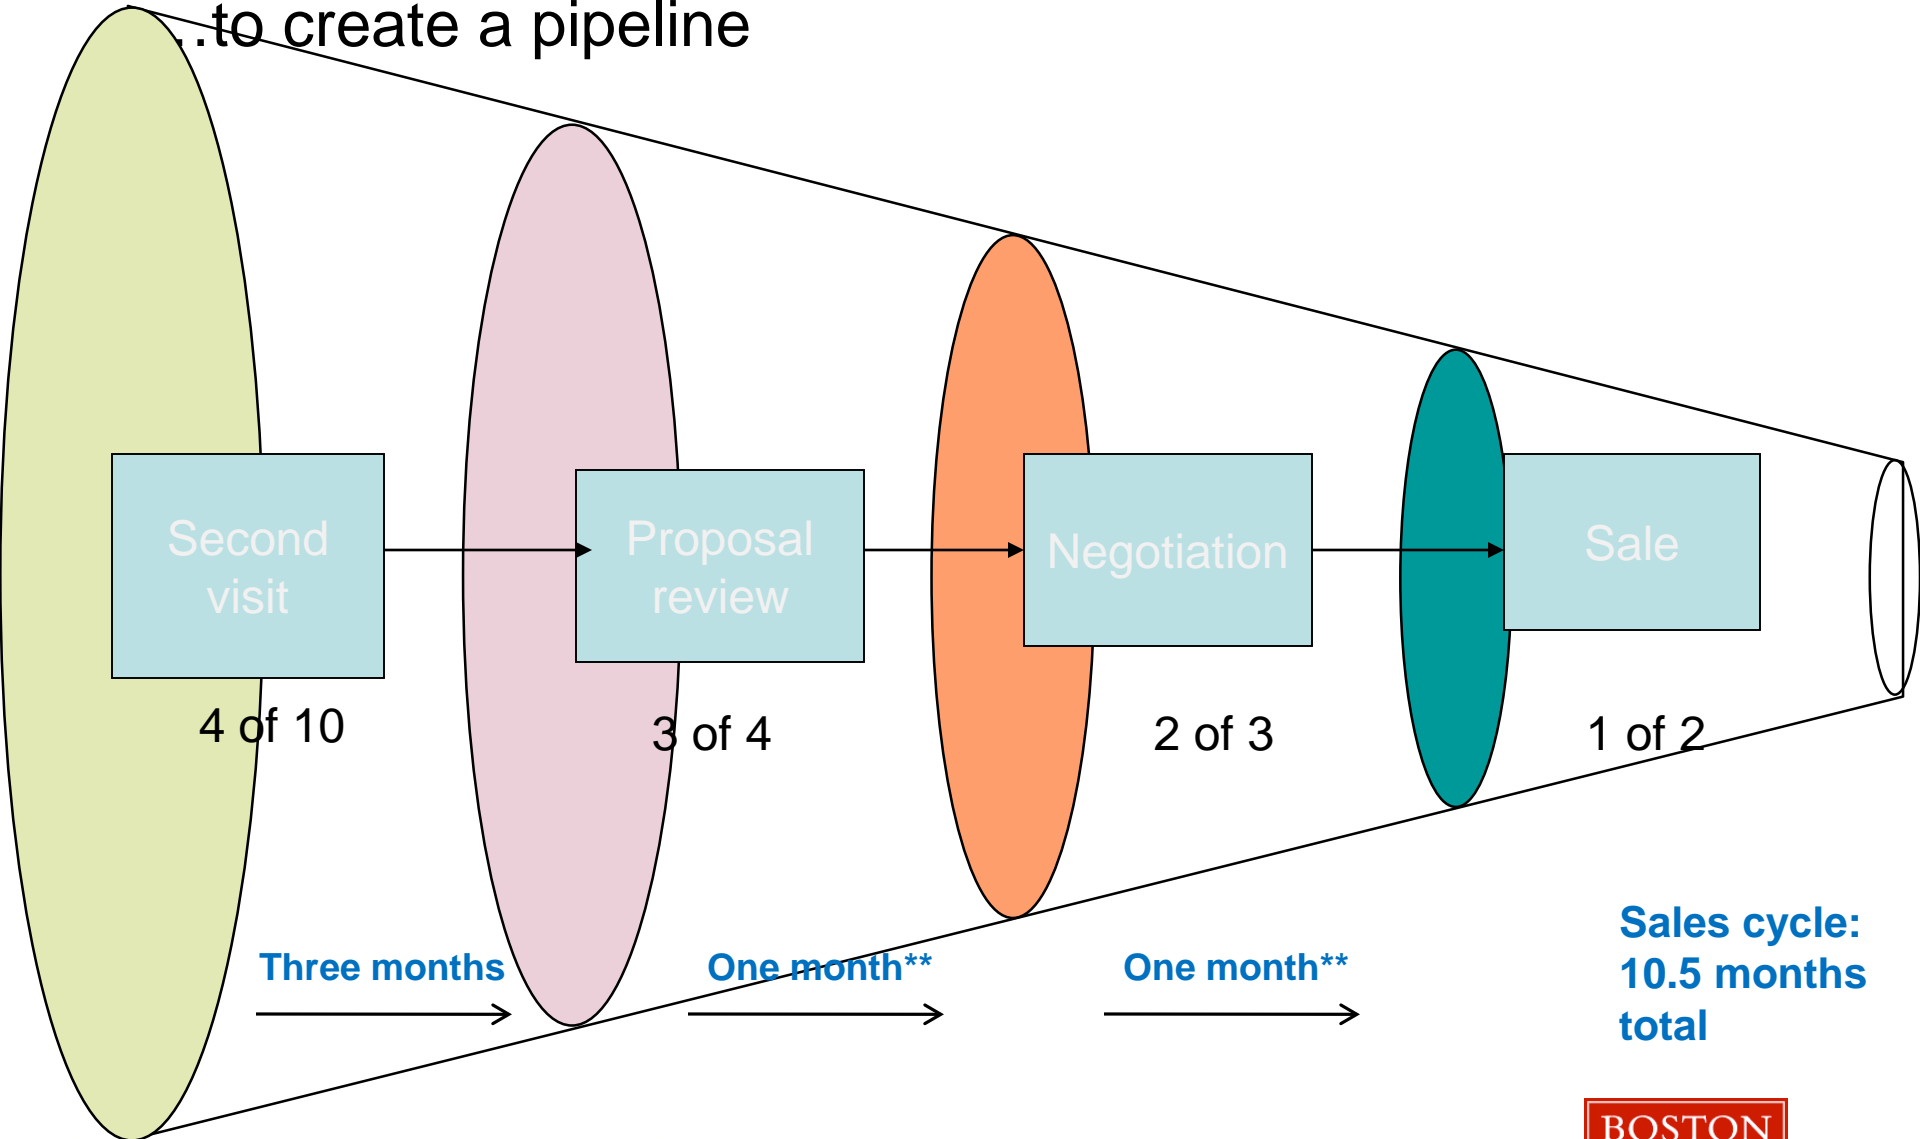 ...to create a pipeline
Second
visit
Proposal
review
Negotiation
Sale
4 of 10
3 of 4
2 of 3
1 of 2
Three months
One month**
One month**
Sales cycle:
10.5 months
total
BOSTON